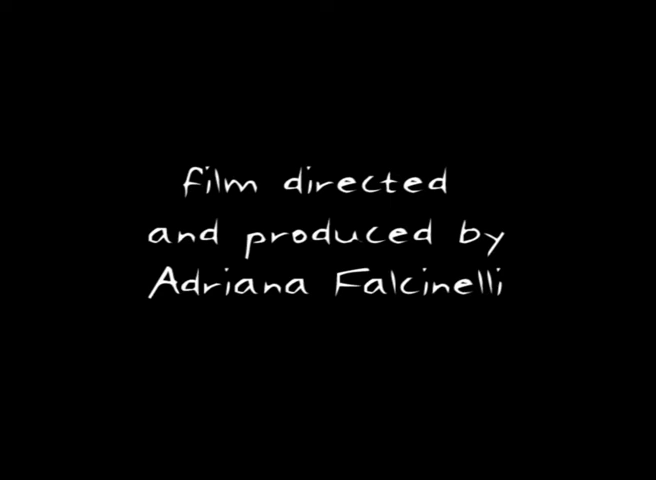 film directed
and produced by
Adriana Falcinelli